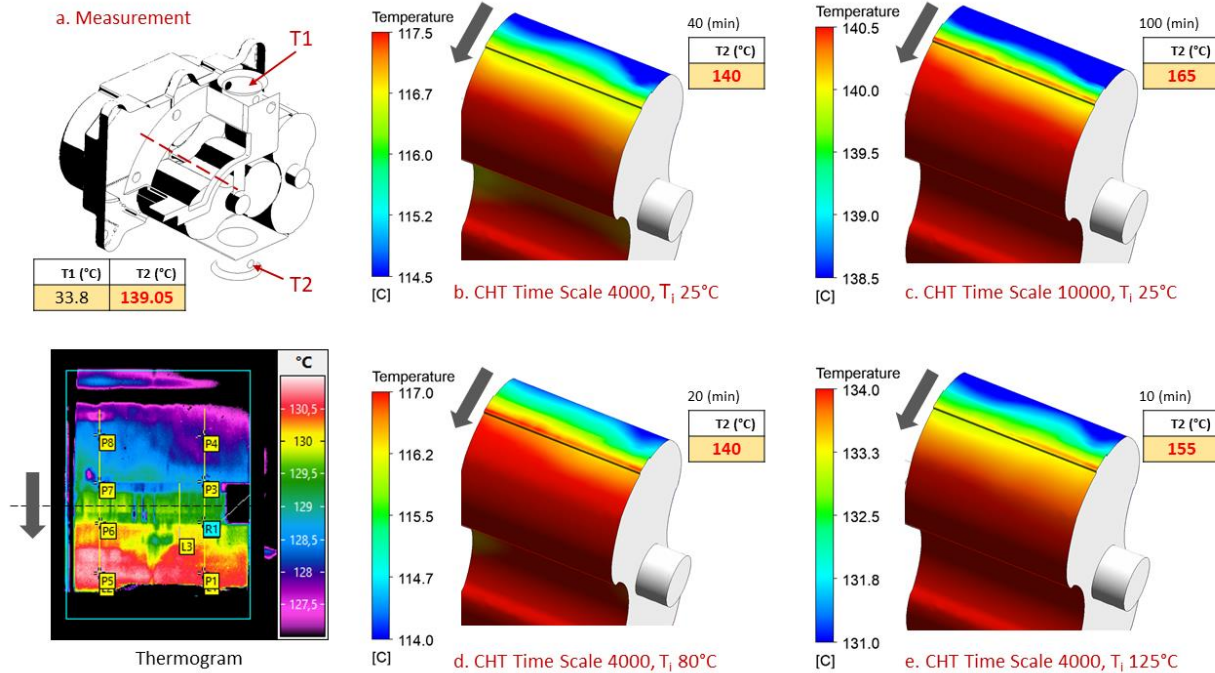 a. Measurement
T1
T2
T1 (°C) T2 (°C)
33.8 139.05
Temperature
117.5
116.7
116.0
115.2
114.5
[C]
40 (min)
T2 (°C)
140
b. CHT Time Scale 4000, Ti 25°C
Temperature
140.5
140.0
139.5
139.0
138.5
[C]
100 (min)
T2 (°C)
165
c. CHT Time Scale 10000, Ti 25°C
°C
130,5
130
129,5
129
128,5
128
127,5
P8 P4
P7 P3
P6 R1
L3
P5 P1
Thermogram
Temperature
117.0
116.2
115.5
114.7
114.0
[C]
20 (min)
T2 (°C)
140
d. CHT Time Scale 4000, Ti 80°C
Temperature
134.0
133.3
132.5
131.8
131.0
[C]
10 (min)
T2 (°C)
155
e. CHT Time Scale 4000, Ti 125°C